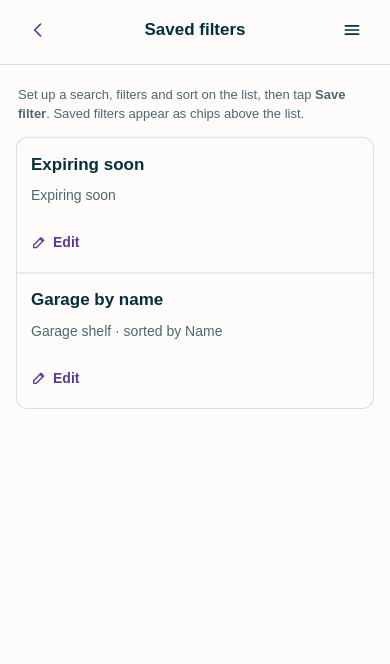 Saved filters
Set up a search, filters and sort on the list, then tap Save
filter. Saved filters appear as chips above the list.
Expiring soon
Expiring soon
Edit
Garage by name
Garage shelf · sorted by Name
Edit